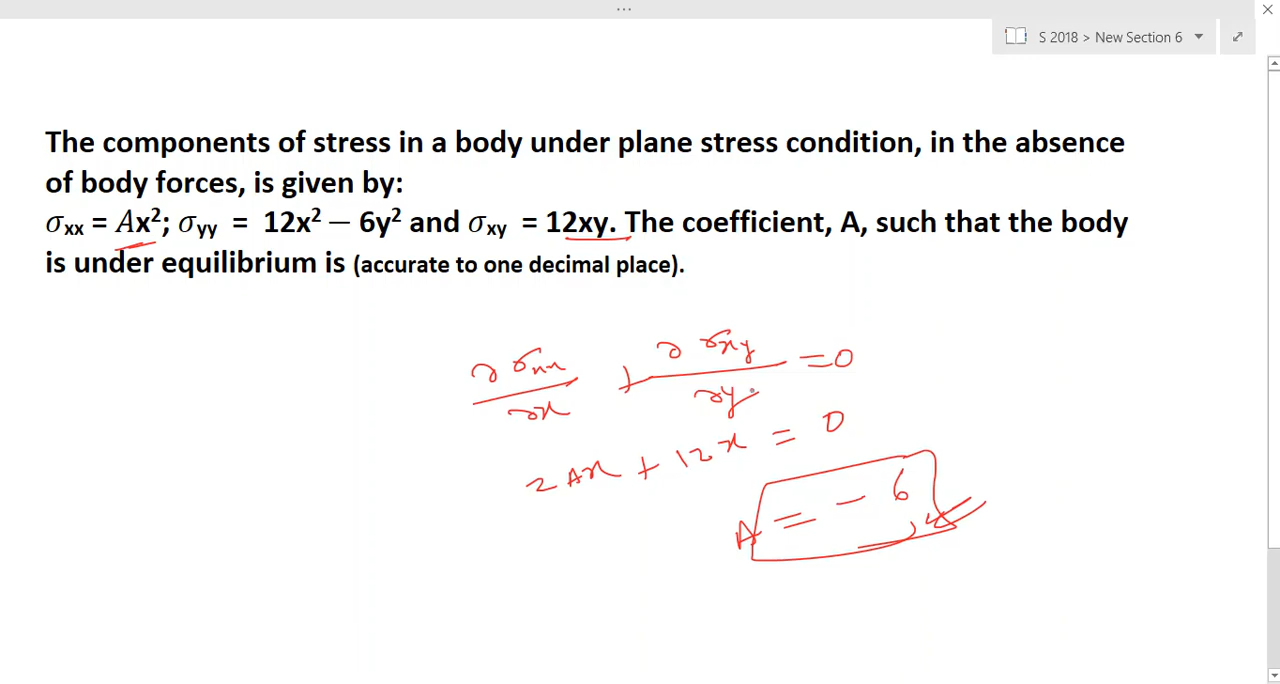 S 2018 > New Section 6
The components of stress in a body under plane stress condition, in the absence
of body forces, is given by:
σxx = Ax²; σyy = 12x² – 6y² and σxy = 12xy. The coefficient, A, such that the body
is under equilibrium is (accurate to one decimal place).
∂σxx/∂x + ∂σxy/∂y = 0
2Ax + 12x = 0
A = – 6